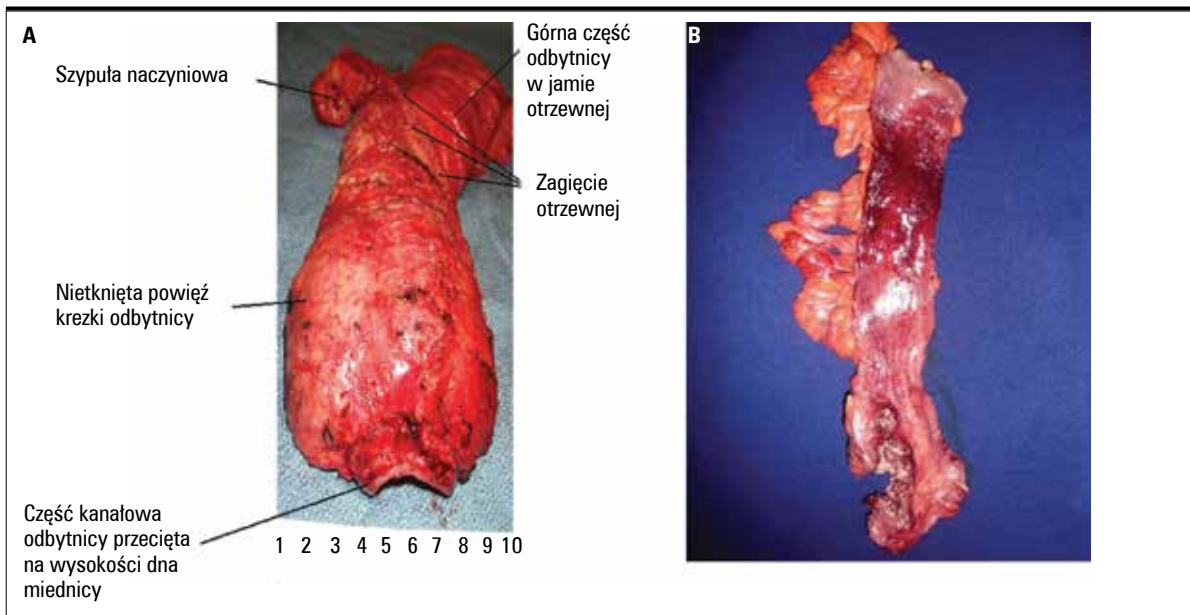 A
Szypuła naczyniowa
Nietknięta powięź
krezki odbytnicy
Część kanałowa
odbytnicy przecięta
na wysokości dna
miednicy
Górna część
odbytnicy
w jamie
otrzewnej
Zagięcie
otrzewnej
1 2 3 4 5 6 7 8 9 10
B